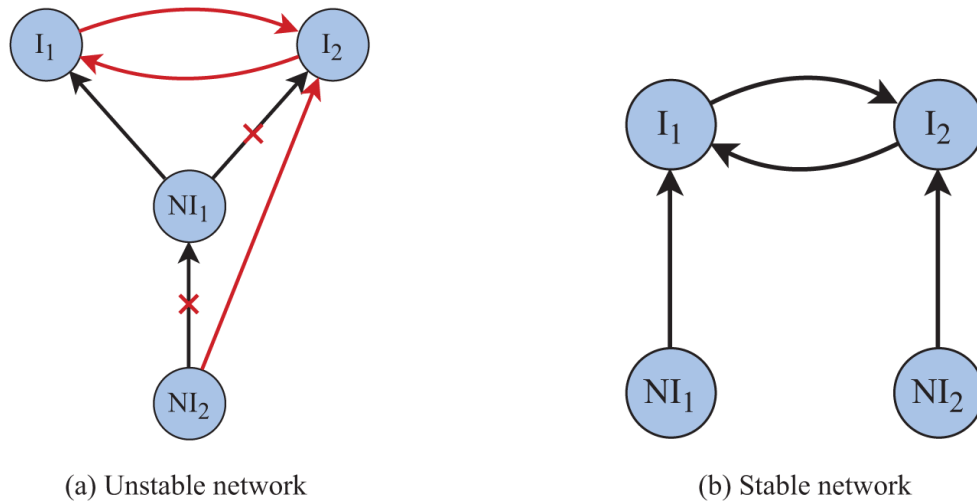 I₁
I₂
NI₁
NI₂
(a) Unstable network
I₁
I₂
NI₁
NI₂
(b) Stable network